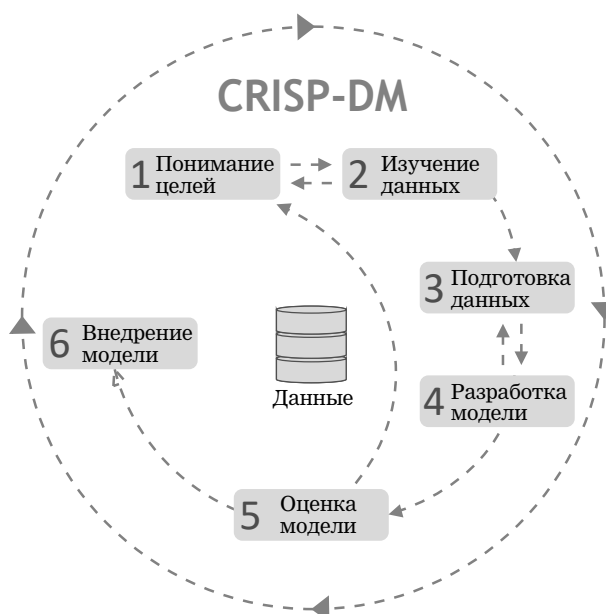 CRISP-DM
1 Понимание
целей
2 Изучение
данных
3 Подготовка
данных
6 Внедрение
модели
Данные
4 Разработка
модели
5 Оценка
модели